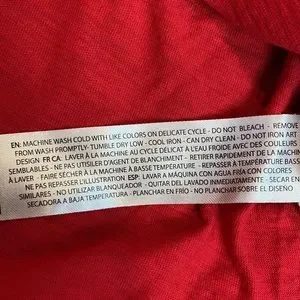 EN: MACHINE WASH COLD WITH LIKE COLORS ON DELICATE CYCLE - DO NOT BLEACH - REMOVE
FROM WASH PROMPTLY-TUMBLE DRY LOW - COOL IRON - CAN DRY CLEAN - DO NOT IRON ART
DESIGN FR CA: LAVER À LA MACHINE AU CYCLE DÉLICAT À L'EAU FROIDE AVEC DES COULEURS
SEMBLABLES - NE PAS UTILISER D'AGENT DE BLANCHIMENT - RETIRER RAPIDEMENT DE LA MACHINE
À LAVER - FAIRE SÉCHER À LA MACHINE À BASSE TEMPÉRATURE - REPASSER À TEMPÉRATURE BASSE
NE PAS REPASSER L'ILLUSTRATION ESP: LAVAR A MÁQUINA CON AGUA FRÍA CON COLORES
SIMILARES - NO UTILIZAR BLANQUEADOR - QUITAR DEL LAVADO INMEDIATAMENTE - SECAR EN
SECADORA A BAJA TEMPERATURA - PLANCHAR EN FRÍO - NO PLANCHAR SOBRE EL DISEÑO